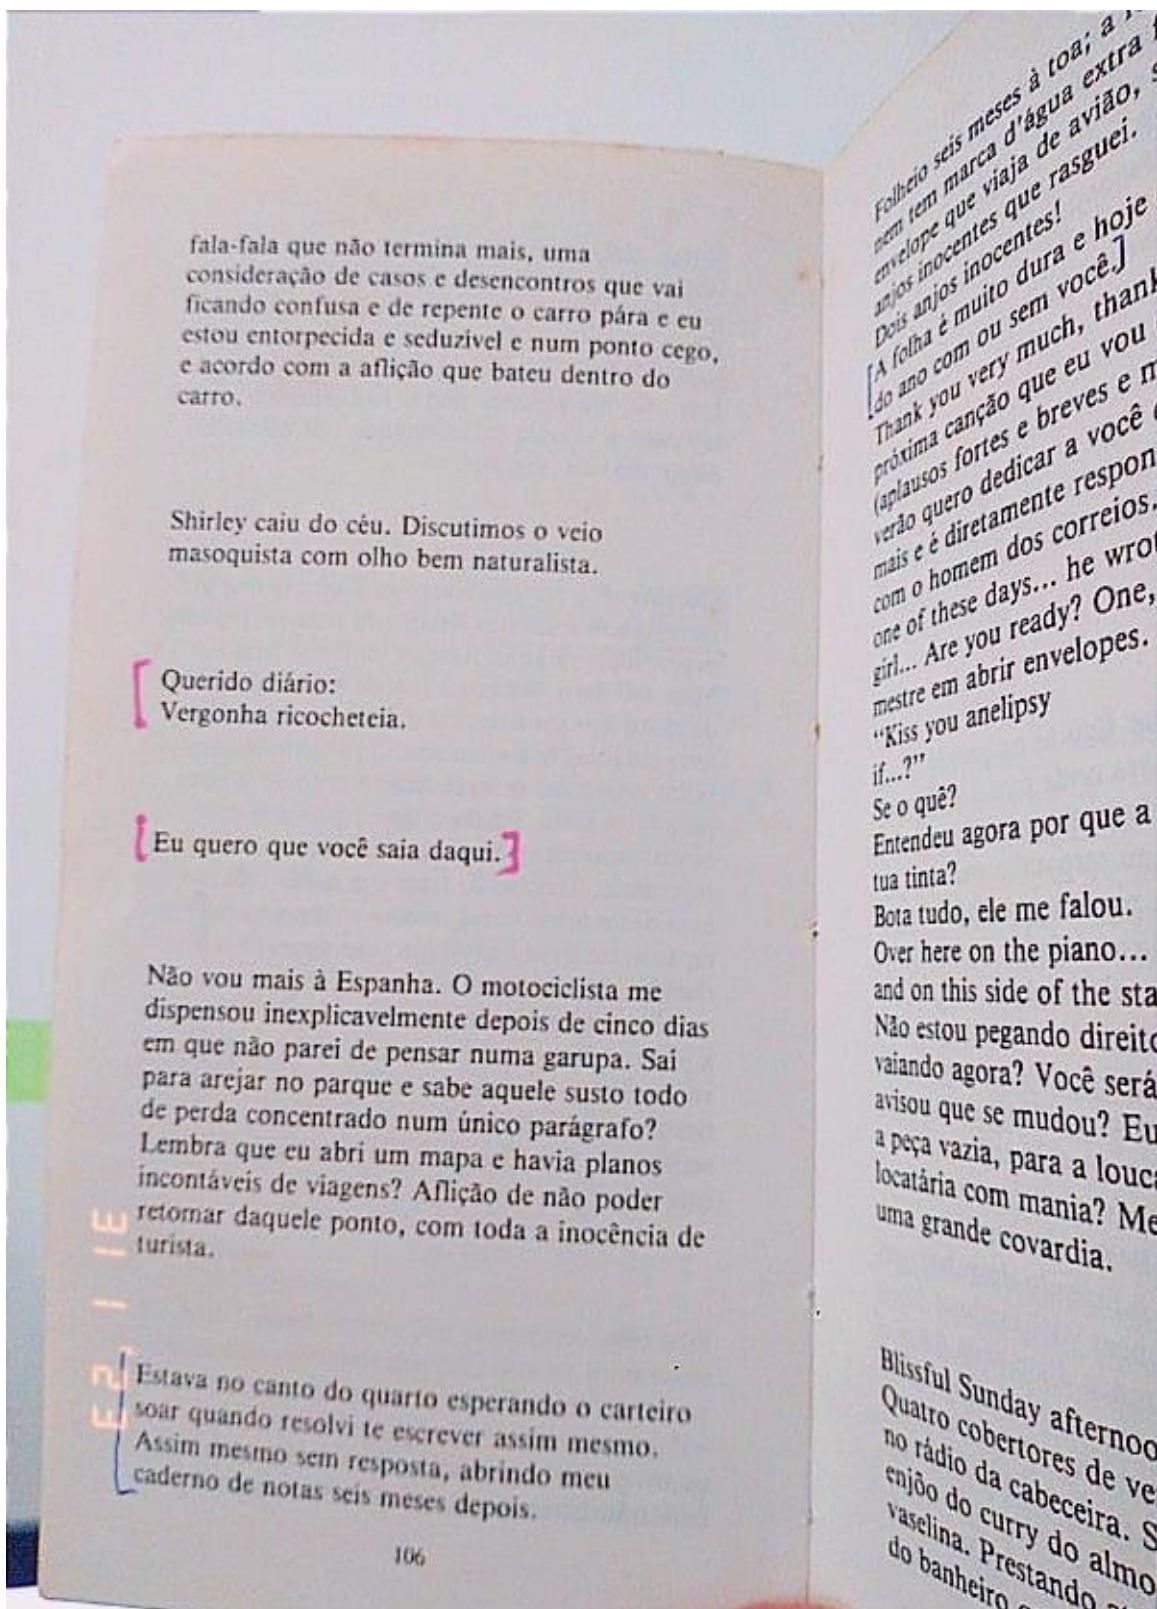 fala-fala que não termina mais, uma
consideração de casos e desencontros que vai
ficando confusa e de repente o carro pára e eu
estou entorpecida e seduzivel e num ponto cego,
e acordo com a aflição que bateu dentro do
carro.
Shirley caiu do céu. Discutimos o veio
masoquista com olho bem naturalista.
Querido diário:
Vergonha ricocheteia.
Eu quero que você saia daqui.
Não vou mais à Espanha. O motociclista me
dispensou inexplicavelmente depois de cinco dias
em que não parei de pensar numa garupa. Sai
para arejar no parque e sabe aquele susto todo
de perda concentrado num único parágrafo?
Lembra que eu abri um mapa e havia planos
incontáveis de viagens? Aflição de não poder
retornar daquele ponto, com toda a inocência de
turista.
Estava no canto do quarto esperando o carteiro
soar quando resolvi te escrever assim mesmo.
Assim mesmo sem resposta, abrindo meu
caderno de notas seis meses depois.
106
Folheio seis meses à toa; a
nem tem marca d'água extra
envelope que viaja de avião,
anjos inocentes que rasguei.
Dois anjos inocentes!
A folha é muito dura e hoje
do ano com ou sem você.
Thank you very much, thank
próxima canção que eu vou
(aplausos fortes e breves e
verão quero dedicar a você
mais e é diretamente respon
com o homem dos correios.
one of these days... he wrot
girl... Are you ready? One,
mestre em abrir envelopes.
“Kiss you anelipsy
if...?”
Se o quê?
Entendeu agora por que a
tua tinta?
Bota tudo, ele me falou.
Over here on the piano...
and on this side of the sta
Não estou pegando direito
vaiando agora? Você será
avisou que se mudou? Eu
a peça vazia, para a louca
locatária com mania? Me
uma grande covardia.
Blissful Sunday afternoo
Quatro cobertores de ve
no rádio da cabeceira. S
enjôo do curry do almo
vaselina. Prestando
do banheiro